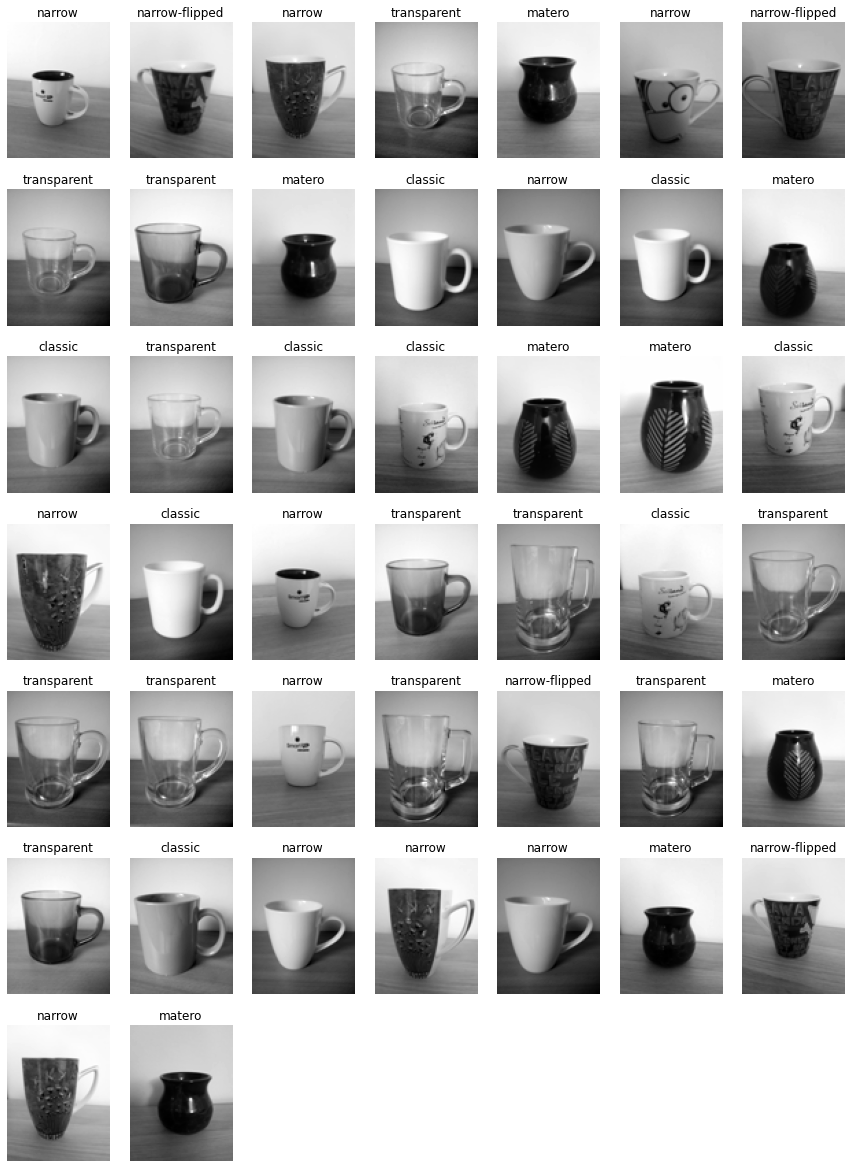 narrow narrow-flipped narrow transparent matero narrow narrow-flipped
transparent transparent matero classic narrow classic matero
classic transparent classic classic matero matero classic
narrow classic narrow transparent transparent classic transparent
transparent transparent narrow transparent narrow-flipped transparent matero
transparent classic narrow narrow narrow matero narrow-flipped
narrow matero